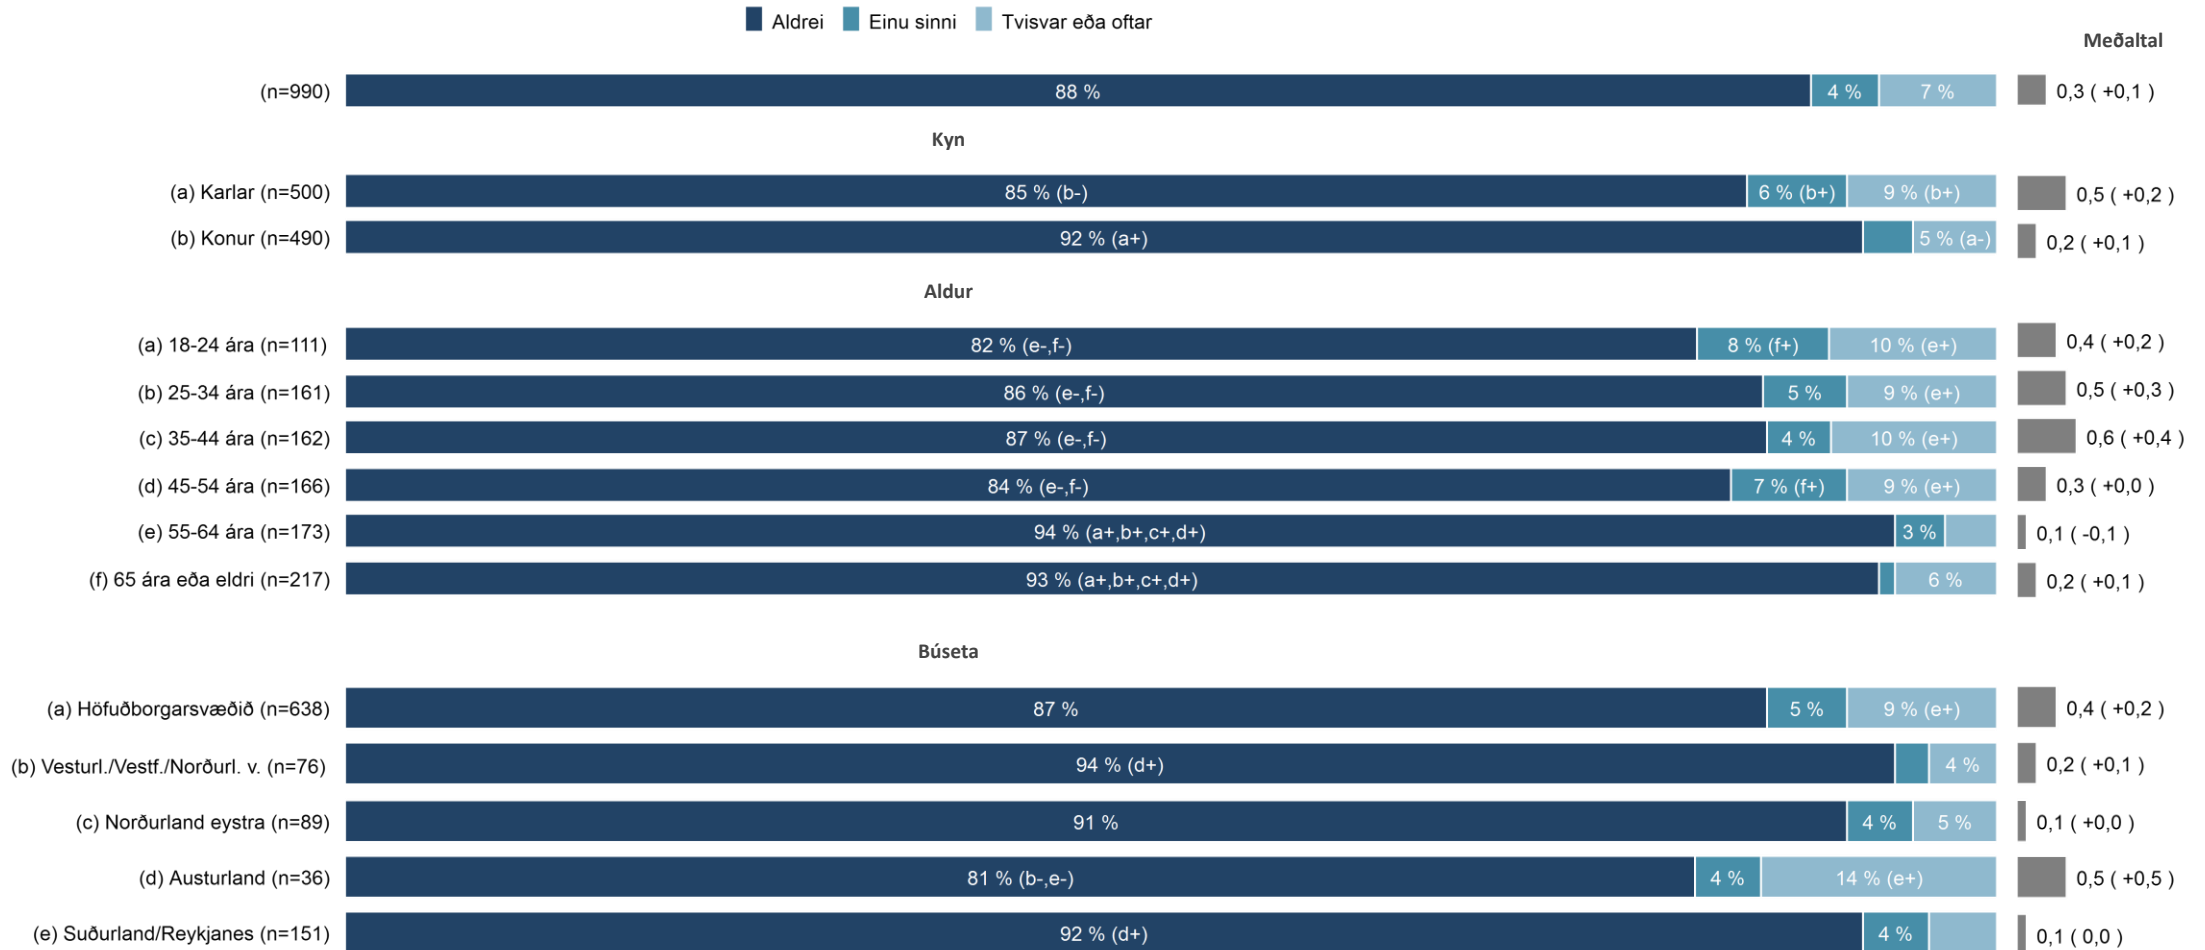 Aldrei Einu sinni Tvisvar eða oftar
Meðaltal
(n=990) 88 % 4 % 7 % 0,3 ( +0,1 )
Kyn
(a) Karlar (n=500) 85 % (b-) 6 % (b+) 9 % (b+) 0,5 ( +0,2 )
(b) Konur (n=490) 92 % (a+) 5 % (a-) 0,2 ( +0,1 )
Aldur
(a) 18-24 ára (n=111) 82 % (e-,f-) 8 % (f+) 10 % (e+) 0,4 ( +0,2 )
(b) 25-34 ára (n=161) 86 % (e-,f-) 5 % 9 % (e+) 0,5 ( +0,3 )
(c) 35-44 ára (n=162) 87 % (e-,f-) 4 % 10 % (e+) 0,6 ( +0,4 )
(d) 45-54 ára (n=166) 84 % (e-,f-) 7 % (f+) 9 % (e+) 0,3 ( +0,0 )
(e) 55-64 ára (n=173) 94 % (a+,b+,c+,d+) 3 % 0,1 ( -0,1 )
(f) 65 ára eða eldri (n=217) 93 % (a+,b+,c+,d+) 6 % 0,2 ( +0,1 )
Búseta
(a) Höfuðborgarsvæðið (n=638) 87 % 5 % 9 % (e+) 0,4 ( +0,2 )
(b) Vesturl./Vestf./Norðurl. v. (n=76) 94 % (d+) 4 % 0,2 ( +0,1 )
(c) Norðurland eystra (n=89) 91 % 4 % 5 % 0,1 ( +0,0 )
(d) Austurland (n=36) 81 % (b-,e-) 4 % 14 % (e+) 0,5 ( +0,5 )
(e) Suðurland/Reykjanes (n=151) 92 % (d+) 4 % 0,1 ( 0,0 )